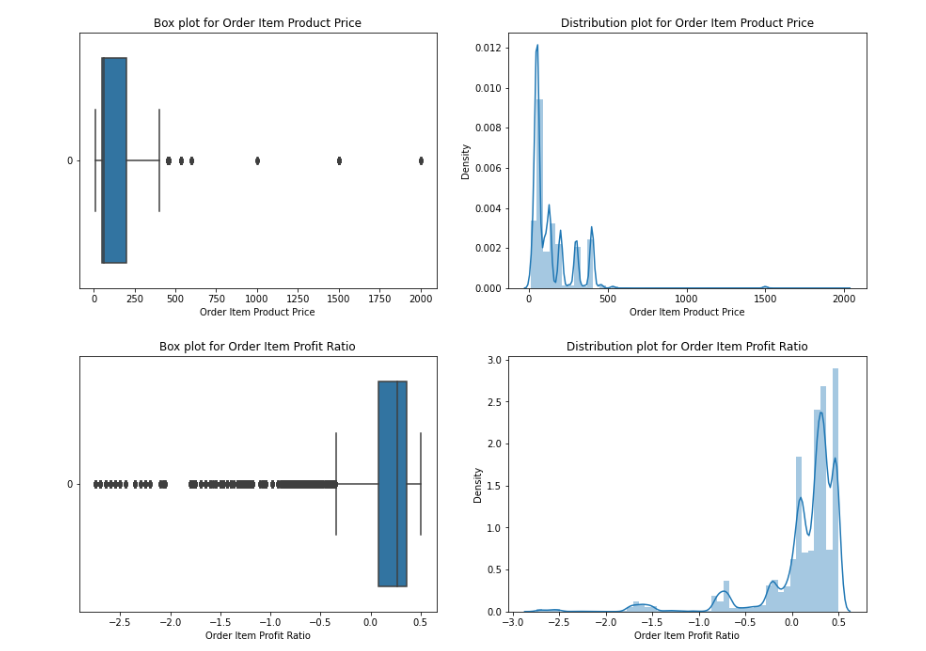 Box plot for Order Item Product Price
0
0 250 500 750 1000 1250 1500 1750 2000
Order Item Product Price
Distribution plot for Order Item Product Price
0.012
0.010
0.008
0.006
0.004
0.002
0.000
Density
0 500 1000 1500 2000
Order Item Product Price
Box plot for Order Item Profit Ratio
0
−2.5 −2.0 −1.5 −1.0 −0.5 0.0 0.5
Order Item Profit Ratio
Distribution plot for Order Item Profit Ratio
3.0
2.5
2.0
1.5
1.0
0.5
0.0
Density
−3.0 −2.5 −2.0 −1.5 −1.0 −0.5 0.0 0.5
Order Item Profit Ratio